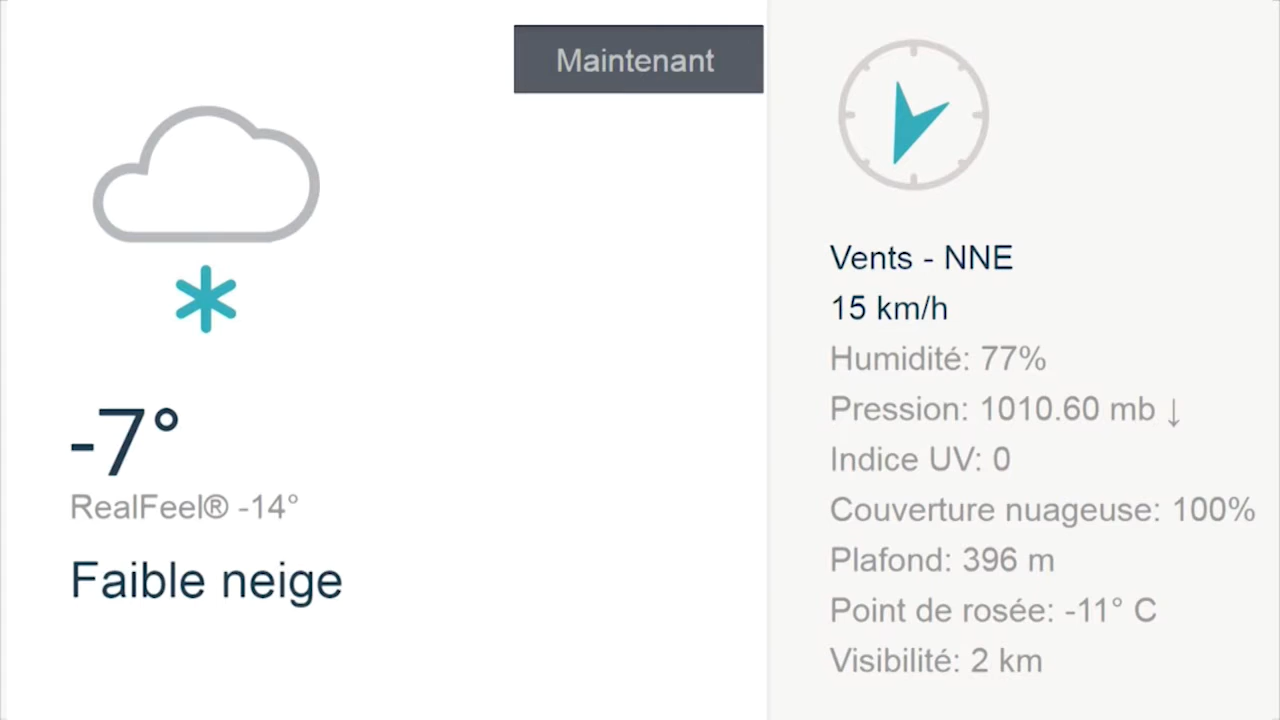 Maintenant
-7°
RealFeel® -14°
Faible neige
Vents - NNE
15 km/h
Humidité: 77%
Pression: 1010.60 mb ↓
Indice UV: 0
Couverture nuageuse: 100%
Plafond: 396 m
Point de rosée: -11° C
Visibilité: 2 km